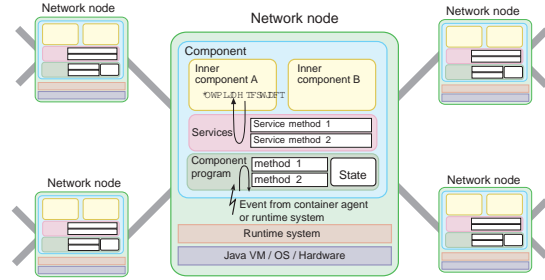 Network node
Network node
Network node
Component
Inner component A
Inner component B
Services
Service method 1
Service method 2
Component program
method 1
method 2
State
Event from container agent or runtime system
Runtime system
Java VM / OS / Hardware
Network node
Network node